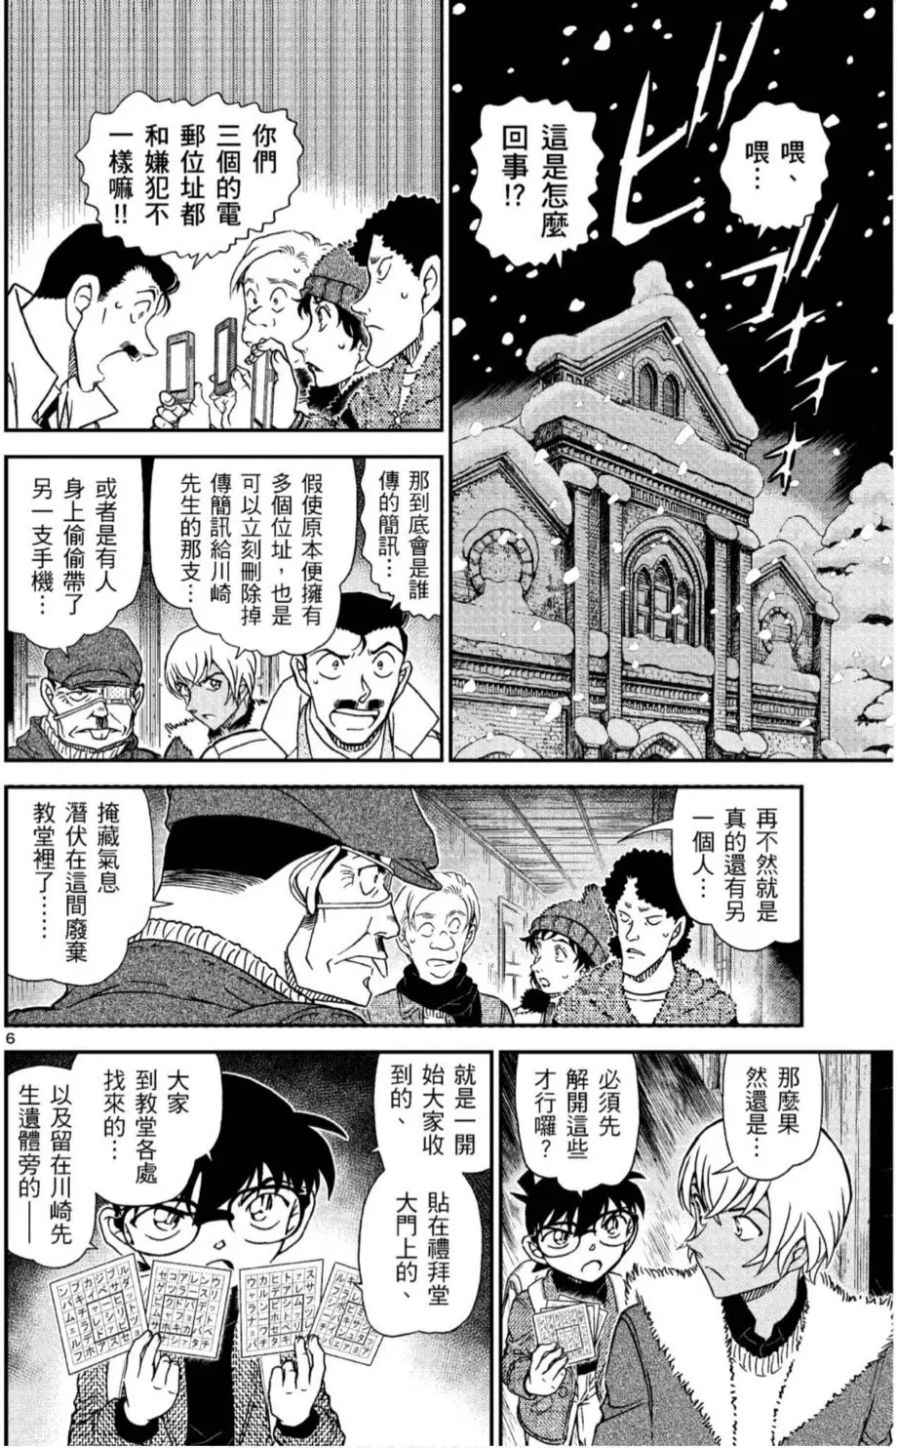 喂、
喂…
這是怎麼
回事!?
ビュオオオ
你們
三個的電
郵位址都
和嫌犯不
一樣嘛!!
那到底會是誰
傳的簡訊…
假使原本便擁有
多個位址，也是
可以立刻刪除掉
傳簡訊給川崎
先生的那支…
或者是有人
身上偷偷帶了
另一支手機…
再不然就是
真的還有另
一個人…
掩藏氣息
潛伏在這間廢棄
教堂裡了……
6
那麼果
然還是…
必須先
解開這些
才行囉？
就是一開
始大家收
到的、
貼在禮拜堂
大門上的、
大家
到教堂各處
找來的…
以及留在川崎先
生遺體旁的——